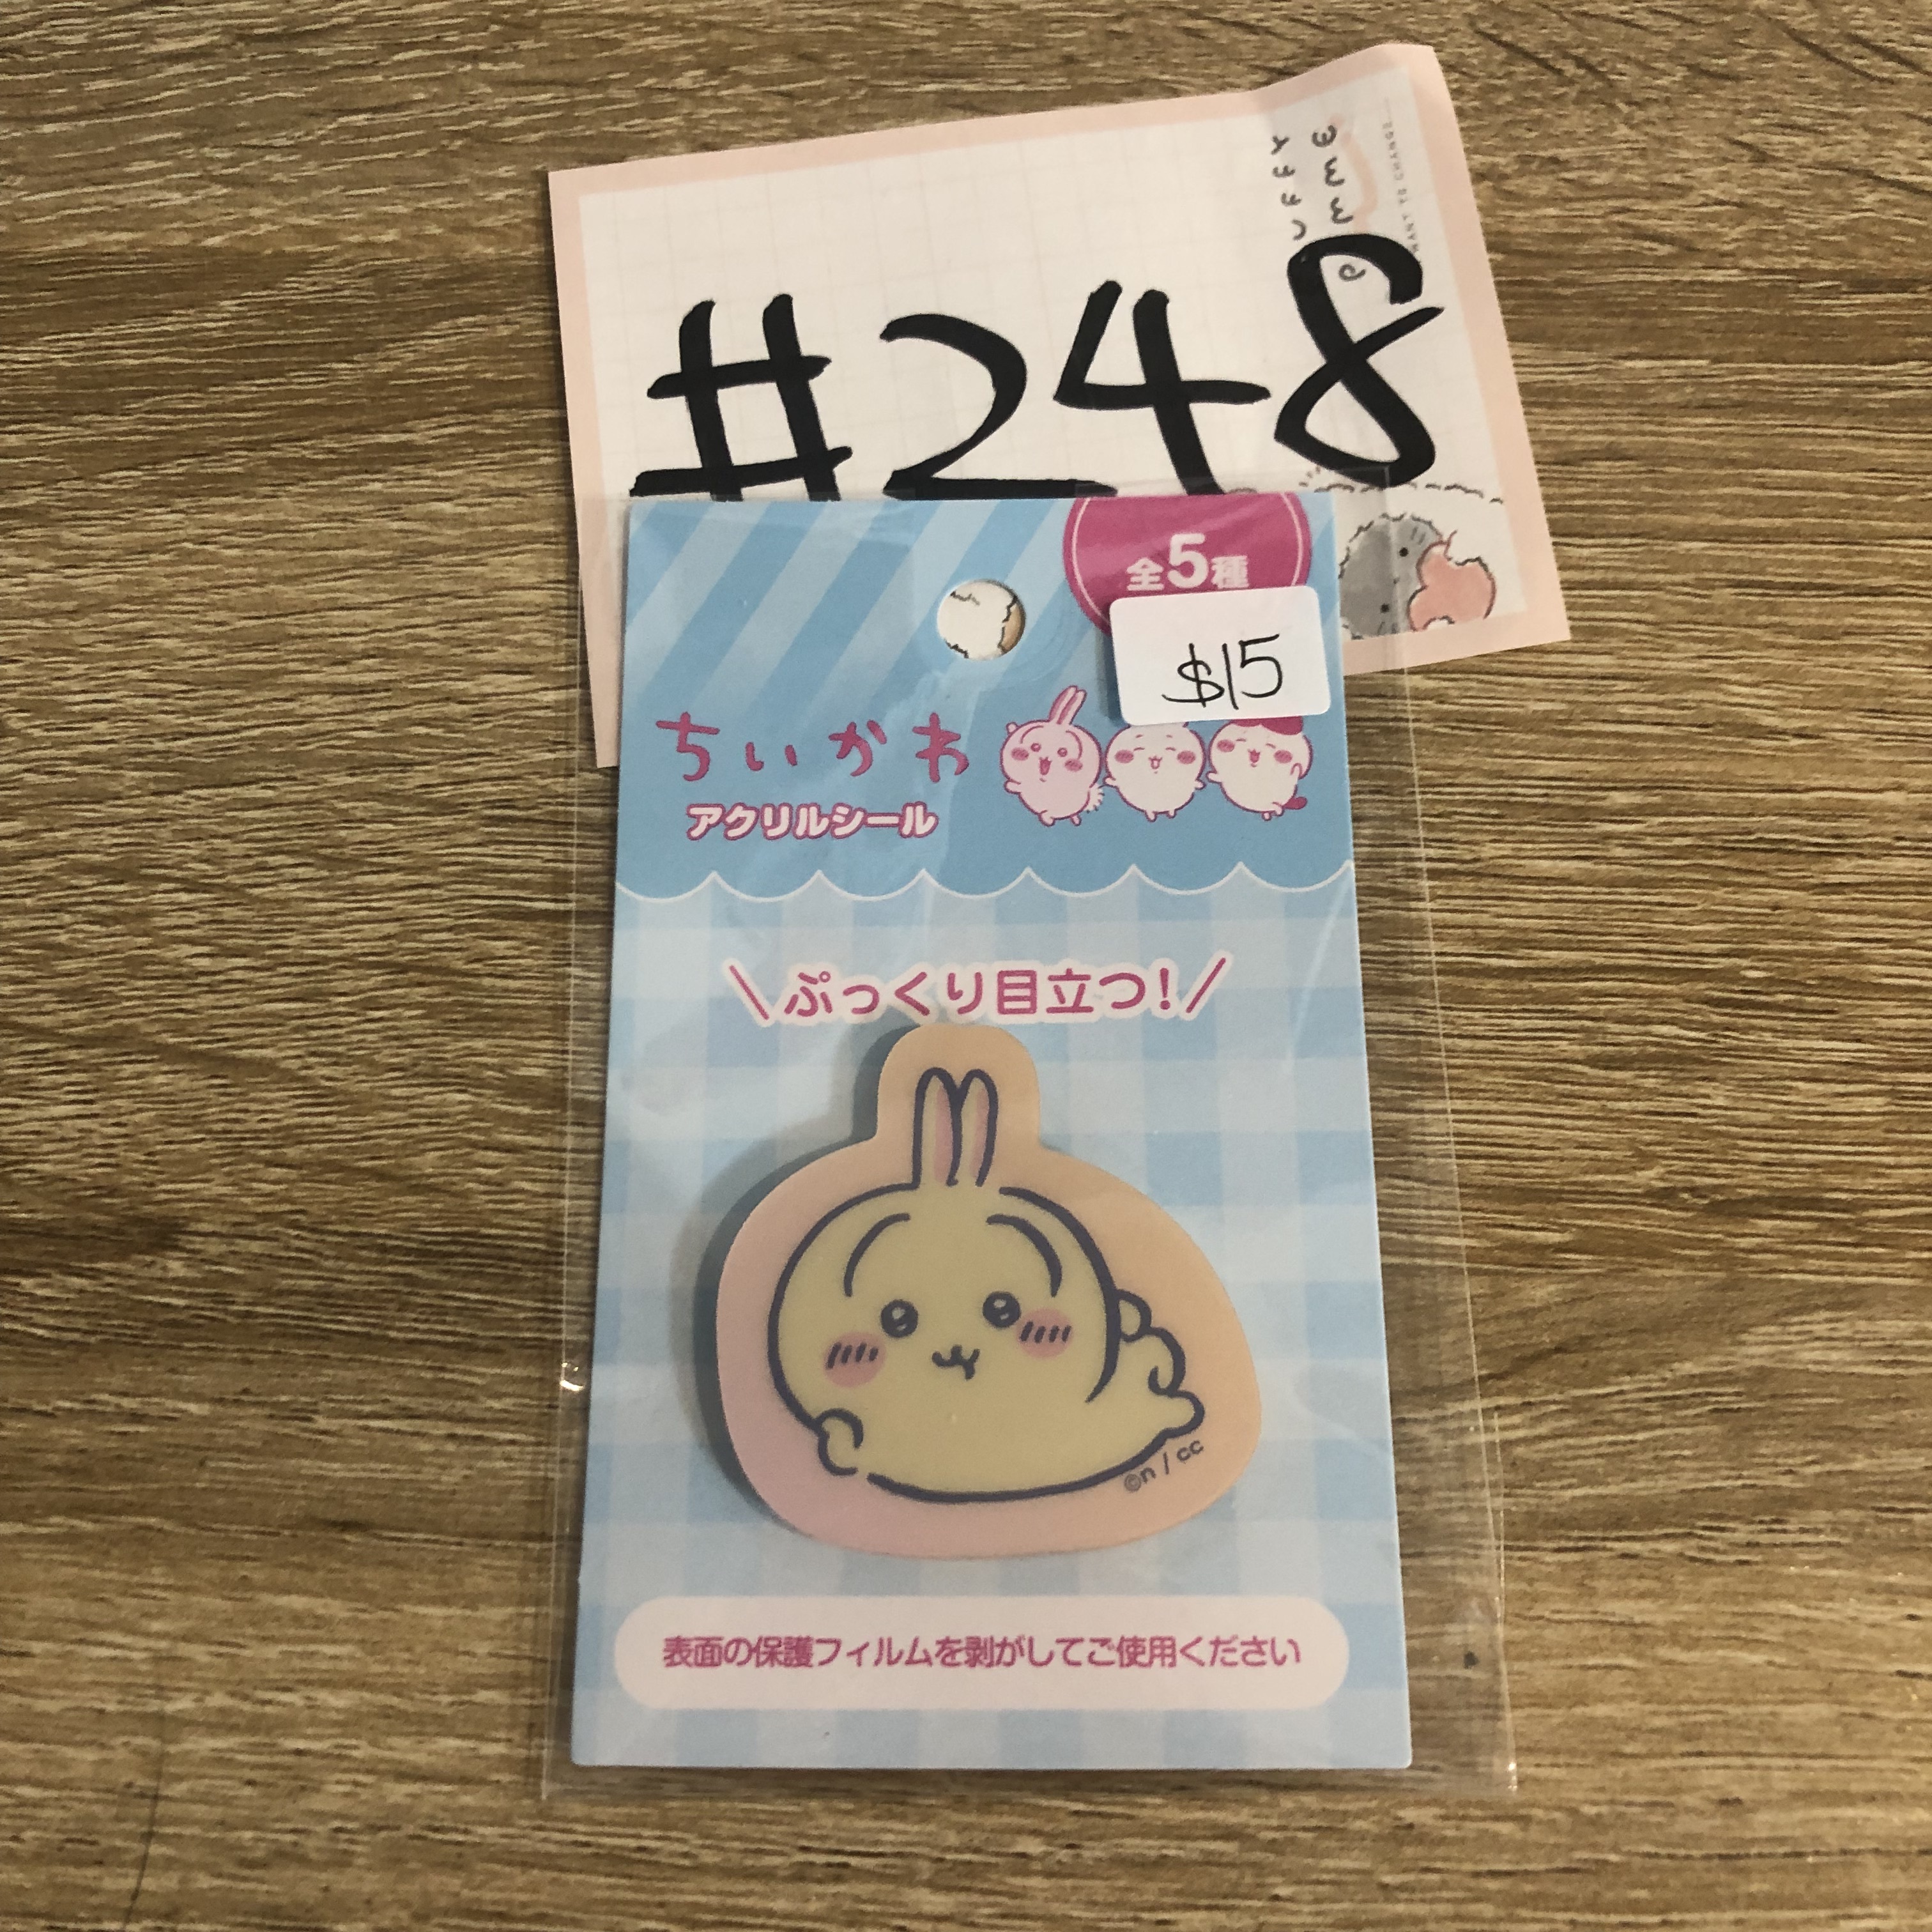 #248
全5種
$15
ちいかわ
アクリルシール
\ぷっくり目立つ!/
©n / cc
表面の保護フィルムを剥がしてご使用ください